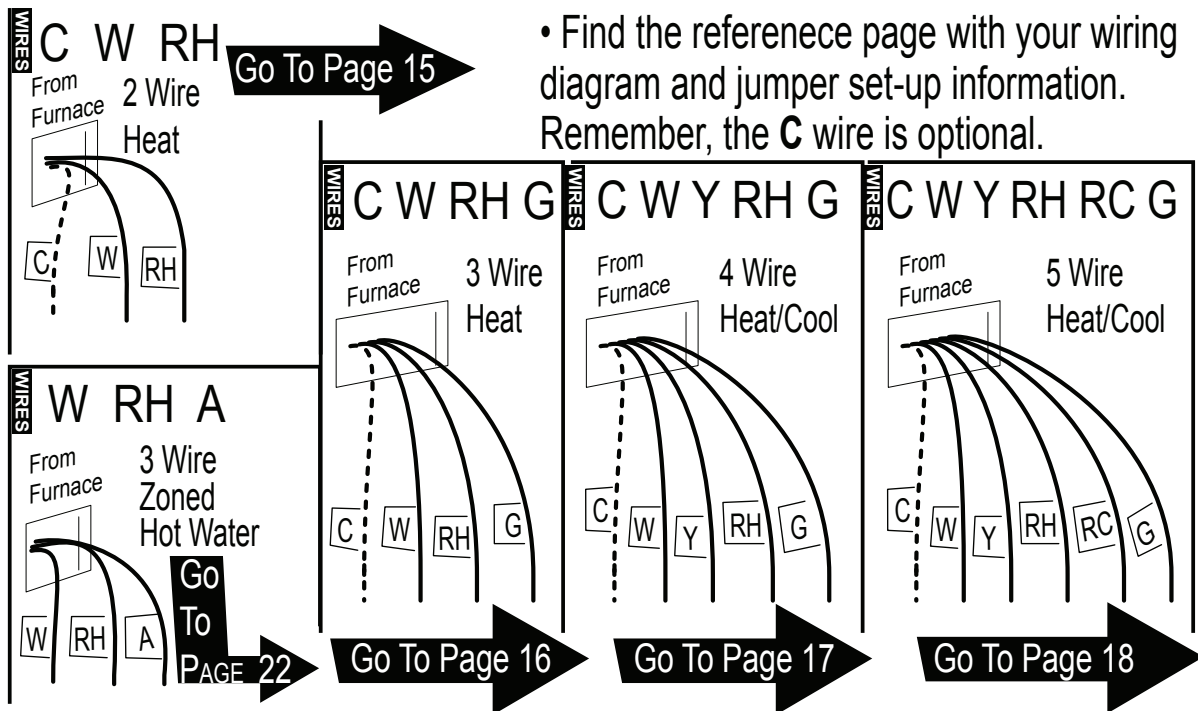 WIRES
C W RH
Go To Page 15
From
Furnace
2 Wire
Heat
C
W
RH
• Find the referenece page with your wiring
diagram and jumper set-up information.
Remember, the C wire is optional.
WIRES
W RH A
From
Furnace
3 Wire
Zoned
Hot Water
W
RH
A
Go
To
PAGE 22
WIRES
C W RH G
From
Furnace
3 Wire
Heat
C
W
RH
G
Go To Page 16
WIRES
C W Y RH G
From
Furnace
4 Wire
Heat/Cool
C
W
Y
RH
G
Go To Page 17
WIRES
C W Y RH RC G
From
Furnace
5 Wire
Heat/Cool
C
W
Y
RH
RC
G
Go To Page 18